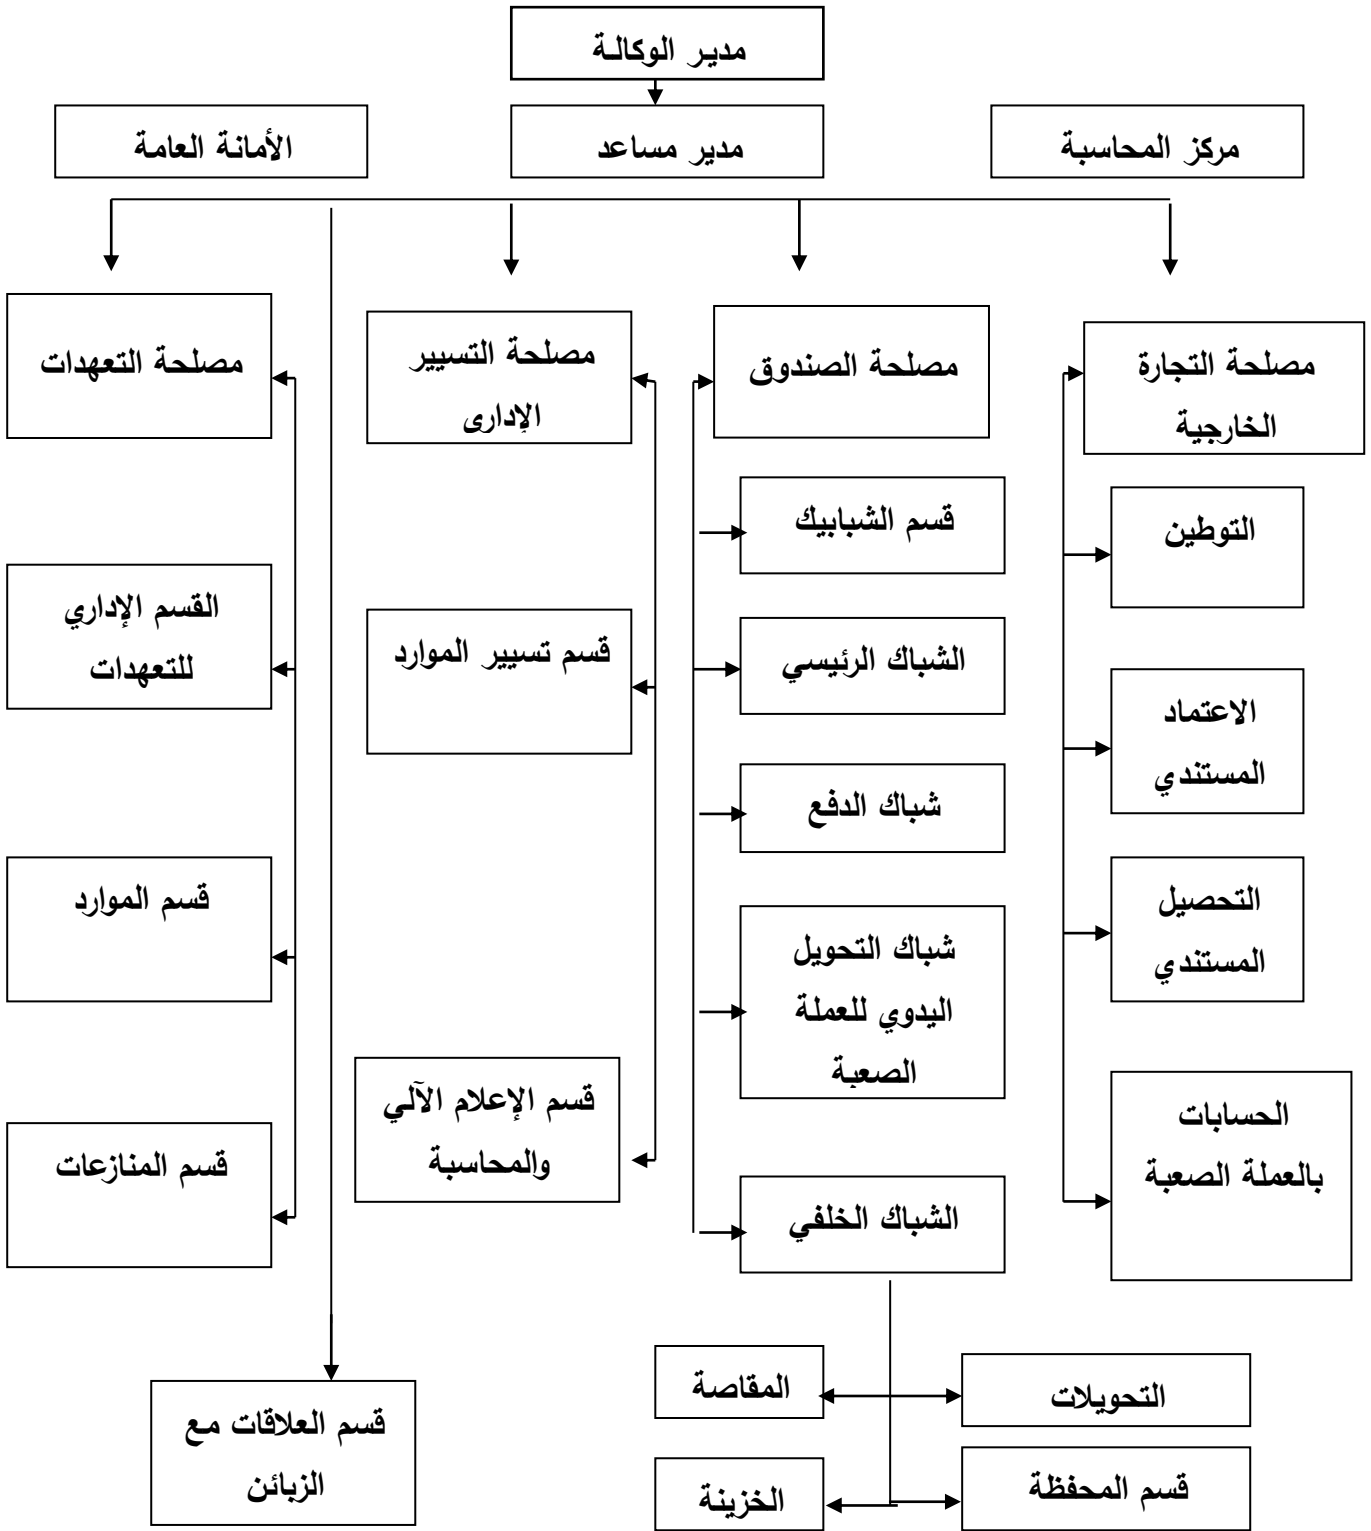 مدير الوكالة
مركز المحاسبة
مدير مساعد
الأمانة العامة
مصلحة التجارة
الخارجية
التوطين
الاعتماد
المستندي
التحصيل
المستندي
الحسابات
بالعملة الصعبة
مصلحة الصندوق
قسم الشبابيك
الشباك الرئيسي
شباك الدفع
شباك التحويل
اليدوي للعملة
الصعبة
الشباك الخلفي
التحويلات
المقاصة
قسم المحفظة
الخزينة
مصلحة التسيير
الإدارى
قسم تسيير الموارد
قسم الإعلام الآلي
والمحاسبة
مصلحة التعهدات
القسم الإداري
للتعهدات
قسم الموارد
قسم المنازعات
قسم العلاقات مع
الزبائن